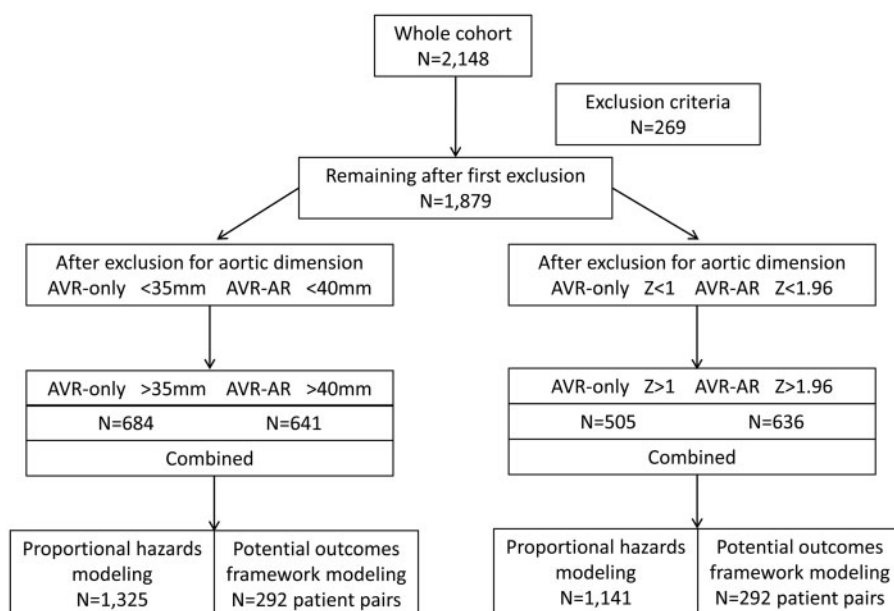 Whole cohort
N=2,148
Exclusion criteria
N=269
Remaining after first exclusion
N=1,879
After exclusion for aortic dimension
AVR-only <35mm AVR-AR <40mm
AVR-only >35mm AVR-AR >40mm
N=684 N=641
Combined
Proportional hazards
modeling
N=1,325
Potential outcomes
framework modeling
N=292 patient pairs
After exclusion for aortic dimension
AVR-only Z<1 AVR-AR Z<1.96
AVR-only Z>1 AVR-AR Z>1.96
N=505 N=636
Combined
Proportional hazards
modeling
N=1,141
Potential outcomes
framework modeling
N=292 patient pairs